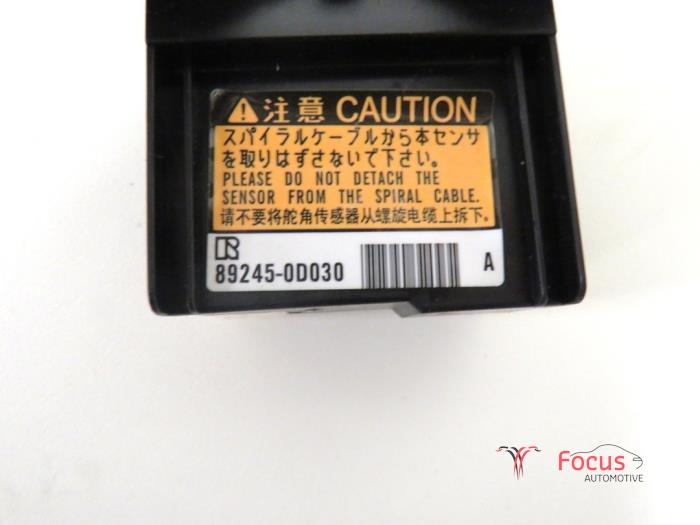 注意 CAUTION
スパイラルケーブルから本センサ
を取りはずさないで下さい。
PLEASE DO NOT DETACH THE
SENSOR FROM THE SPIRAL CABLE.
请不要将舵角传感器从螺旋电缆上拆下。
R
89245-0D030
A
Focus
AUTOMOTIVE